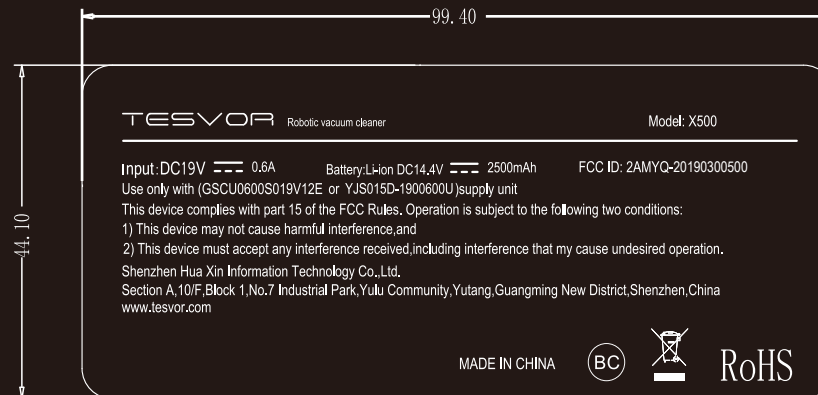 99.40
44.10
TESVOR Robotic vacuum cleaner Model: X500
Input:DC19V 0.6A Battery:Li-ion DC14.4V 2500mAh FCC ID: 2AMYQ-20190300500
Use only with (GSCU0600S019V12E or YJS015D-1900600U)supply unit
This device complies with part 15 of the FCC Rules. Operation is subject to the following two conditions:
1) This device may not cause harmful interference,and
2) This device must accept any interference received,including interference that my cause undesired operation.
Shenzhen Hua Xin Information Technology Co.,Ltd.
Section A,10/F,Block 1,No.7 Industrial Park,Yulu Community,Yutang,Guangming New District,Shenzhen,China
www.tesvor.com
MADE IN CHINA BC RoHS